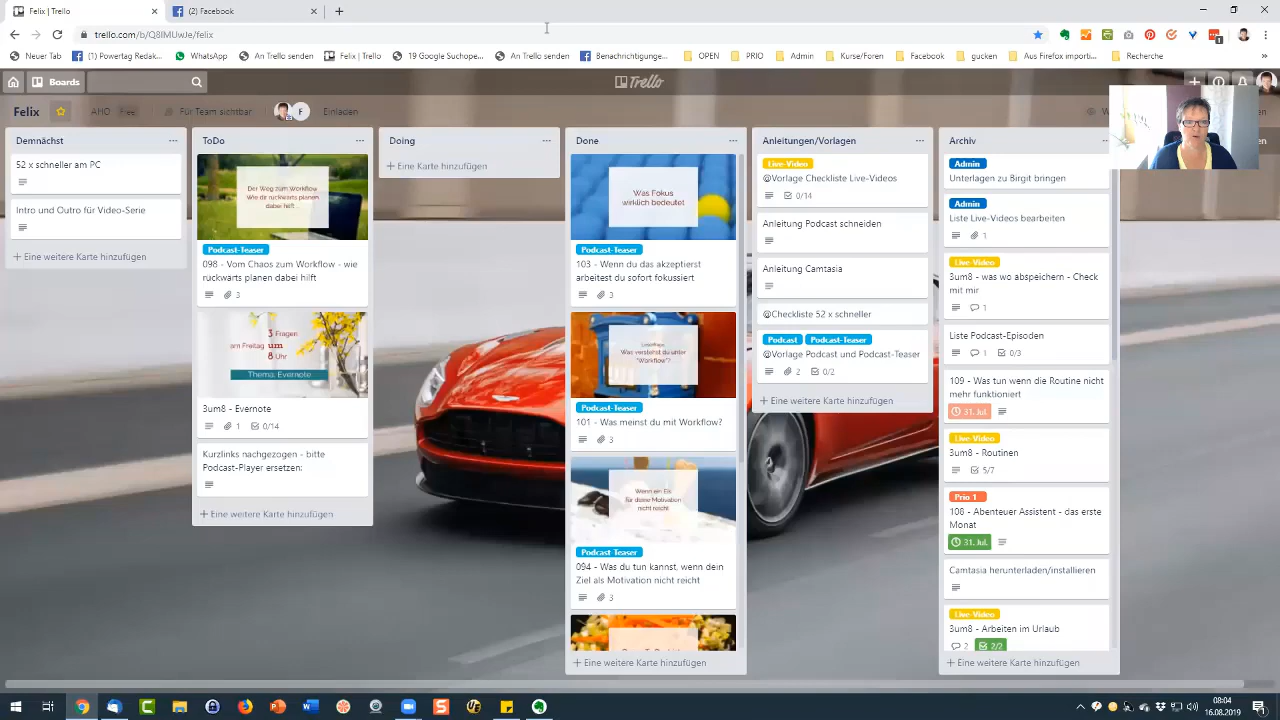 Felix | Trello
(2) Facebook
trello.com/b/Q8lMUwJe/felix
Neuer Tab
(1) Powertag Redak...
WhatsApp
An Trello senden
Felix | Trello
19 Google Suchope...
An Trello senden
Benachrichtigunge...
OPEN
PRIO
Admin
Kurse/Foren
Facebook
gucken
Aus Firefox importi...
Recherche
Boards
Trello
Felix
AHO
Free
Für Team sichtbar
F
Einladen
Demnächst
52 x schneller am PC
Intro und Outro für Video-Serie
+ Eine weitere Karte hinzufügen
ToDo
Der Weg zum Workflow
Wie dir rückwärts planen
dabei hilft ...
Podcast-Teaser
098 - Vom Chaos zum Workflow - wie
rückwärts planen dabei hilft
3
3 Fragen
am Freitag um
8 Uhr
Thema: Evernote
3um8 - Evernote
1 0/14
Kurzlinks nachgezogen - bitte
Podcast-Player ersetzen:
+ Eine weitere Karte hinzufügen
Doing
+ Eine Karte hinzufügen
Done
Was Fokus
wirklich bedeutet
Podcast-Teaser
103 - Wenn du das akzeptierst
arbeitest du sofort fokussiert
3
Was verstehst du unter
"Workflow"?
Podcast-Teaser
101 - Was meinst du mit Workflow?
3
Wenn ein Eis
für deine Motivation
nicht reicht
Podcast-Teaser
094 - Was du tun kannst, wenn dein
Ziel als Motivation nicht reicht
3
+ Eine weitere Karte hinzufügen
Anleitungen/Vorlagen
Live-Video
@Vorlage Checkliste Live-Videos
0/14
Anleitung Podcast schreiben
Anleitung Camtasia
@Checkliste 52 x schneller
Podcast Podcast-Teaser
@Vorlage Podcast und Podcast-Teaser
2 0/2
+ Eine weitere Karte hinzufügen
Archiv
Admin
Unterlagen zu Birgit bringen
Admin
Liste Live-Videos bearbeiten
1
Live-Video
3um8 - was wo abspeichern - Check
mit mir
1
Liste Podcast-Episoden
1 0/3
109 - Was tun wenn die Routine nicht
mehr funktioniert
31. Jul.
Live-Video
3um8 - Routinen
5/7
Prio 1
108 - Abenteuer Assistent - das erste
Monat
31. Jul.
Camtasia herunterladen/installieren
Live-Video
3um8 - Arbeiten im Urlaub
2 2/2
+ Eine weitere Karte hinzufügen
08:04
16.08.2019